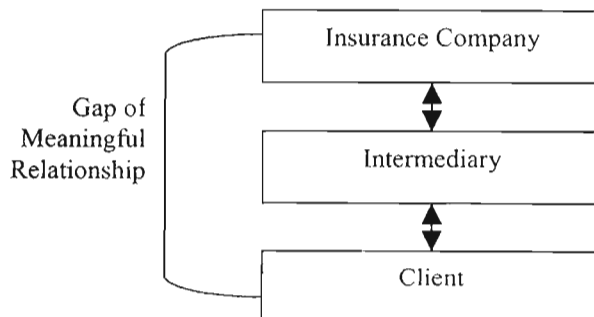 Insurance Company
Gap of
Meaningful
Relationship
Intermediary
Client